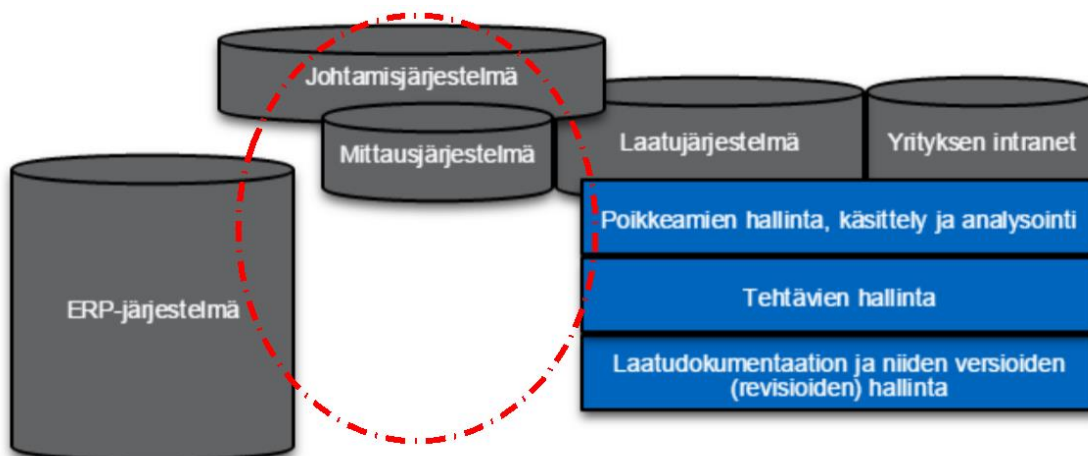 Johtamisjärjestelmä
Mittausjärjestelmä
Laatujärjestelmä
Yrityksen intranet
ERP-järjestelmä
Poikkeamien hallinta, käsittely ja analysointi
Tehtävien hallinta
Laatudokumentaation ja niiden versioiden
(revisioiden) hallinta